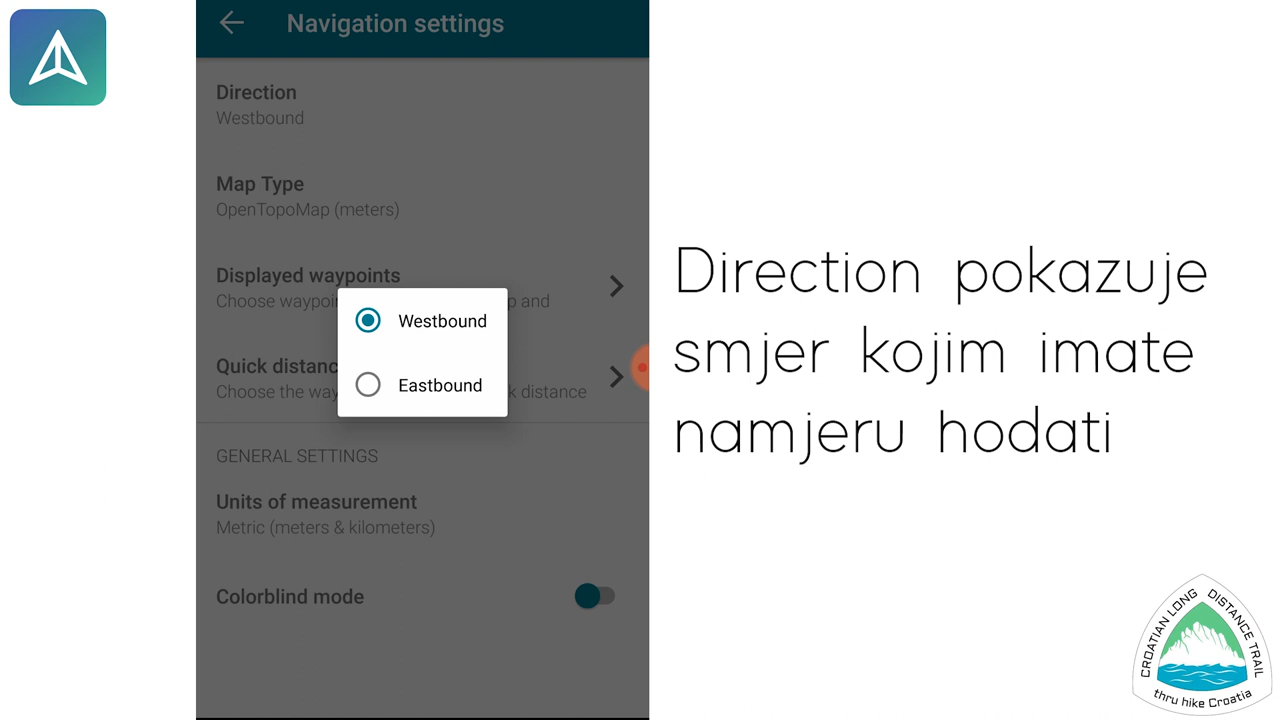 Navigation settings
Direction
Westbound
Map Type
OpenTopoMap (meters)
Displayed waypoints
Choose waypoi p and
Westbound
Eastbound
Quick distanc
Choose the way k distance
GENERAL SETTINGS
Units of measurement
Metric (meters & kilometers)
Colorblind mode
Direction pokazuje
smjer kojim imate
namjeru hodati
CROATIAN LONG DISTANCE TRAIL
thru hike Croatia